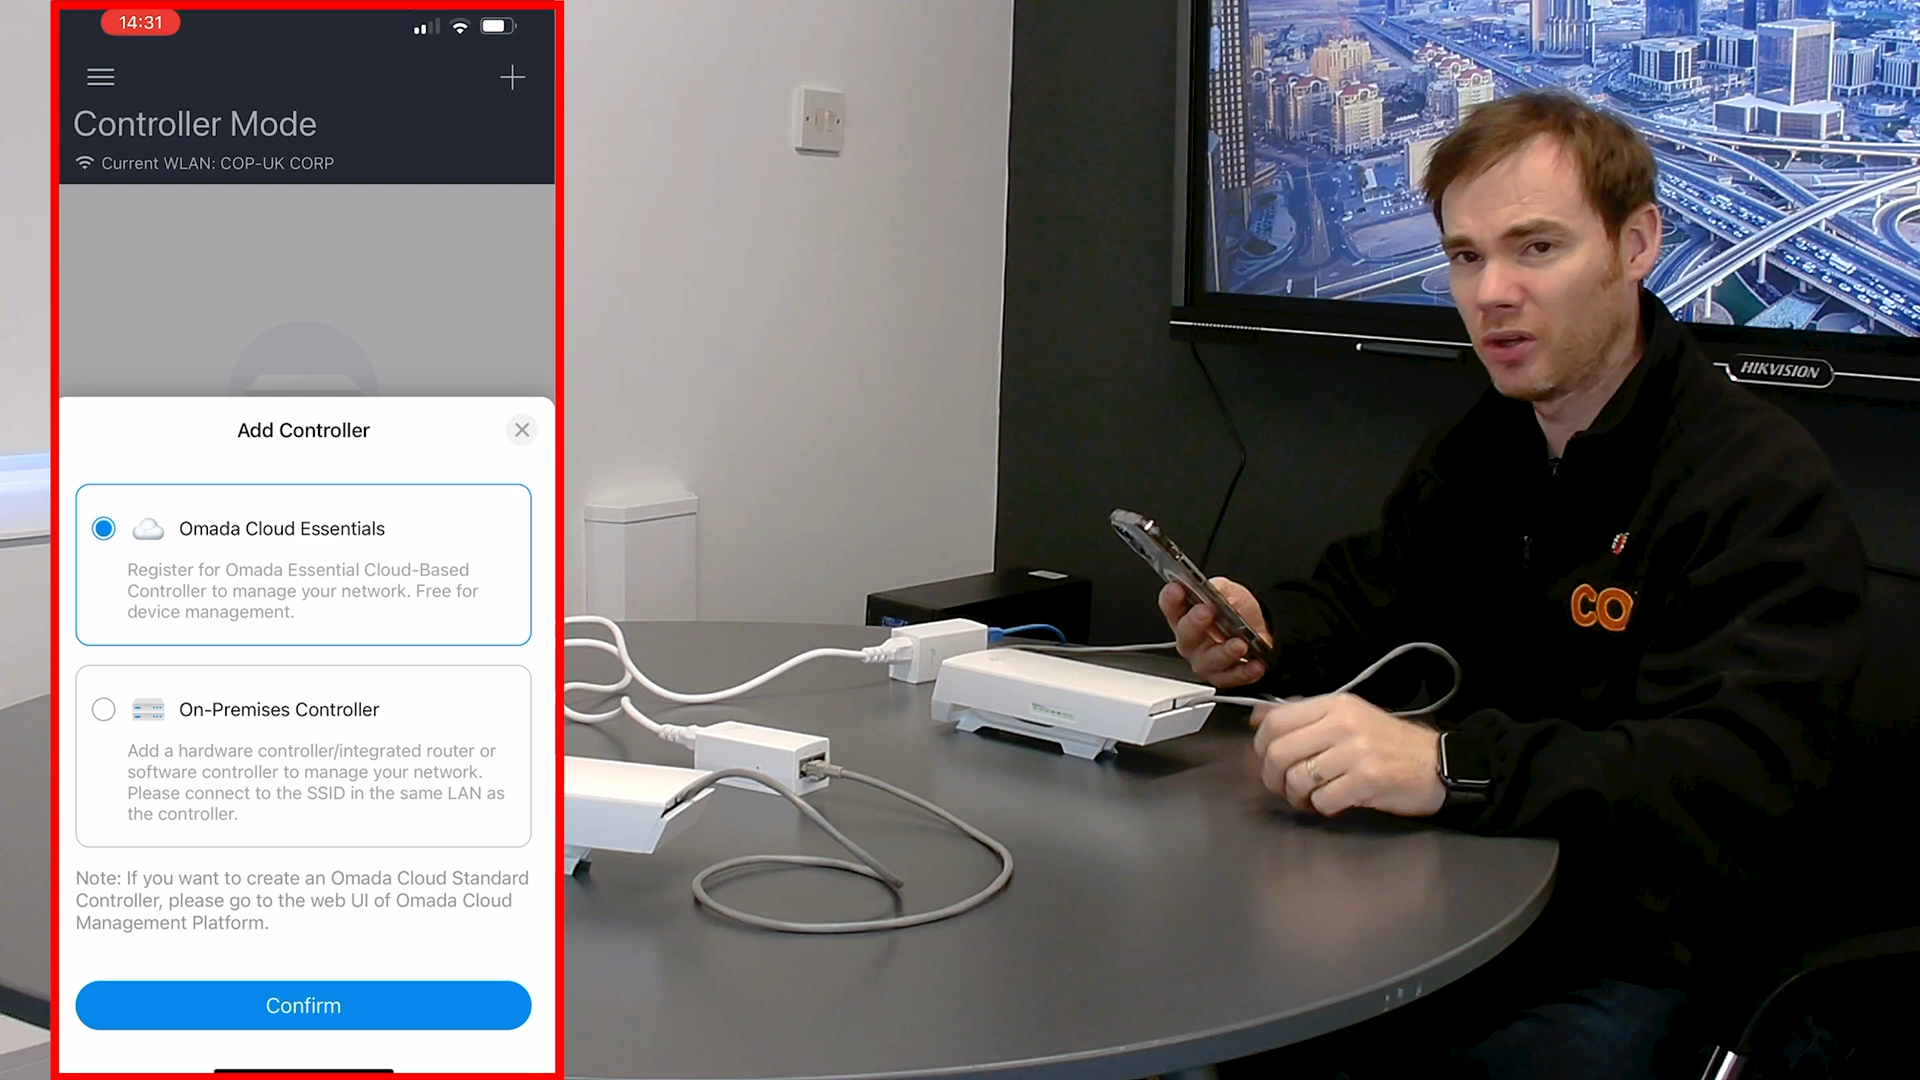 14:31
Controller Mode
Current WLAN: COP-UK CORP
Add Controller
Omada Cloud Essentials
Register for Omada Essential Cloud-Based
Controller to manage your network. Free for
device management.
On-Premises Controller
Add a hardware controller/integrated router or
software controller to manage your network.
Please connect to the SSID in the same LAN as
the controller.
Note: If you want to create an Omada Cloud Standard
Controller, please go to the web UI of Omada Cloud
Management Platform.
Confirm
HIKVISION
CO